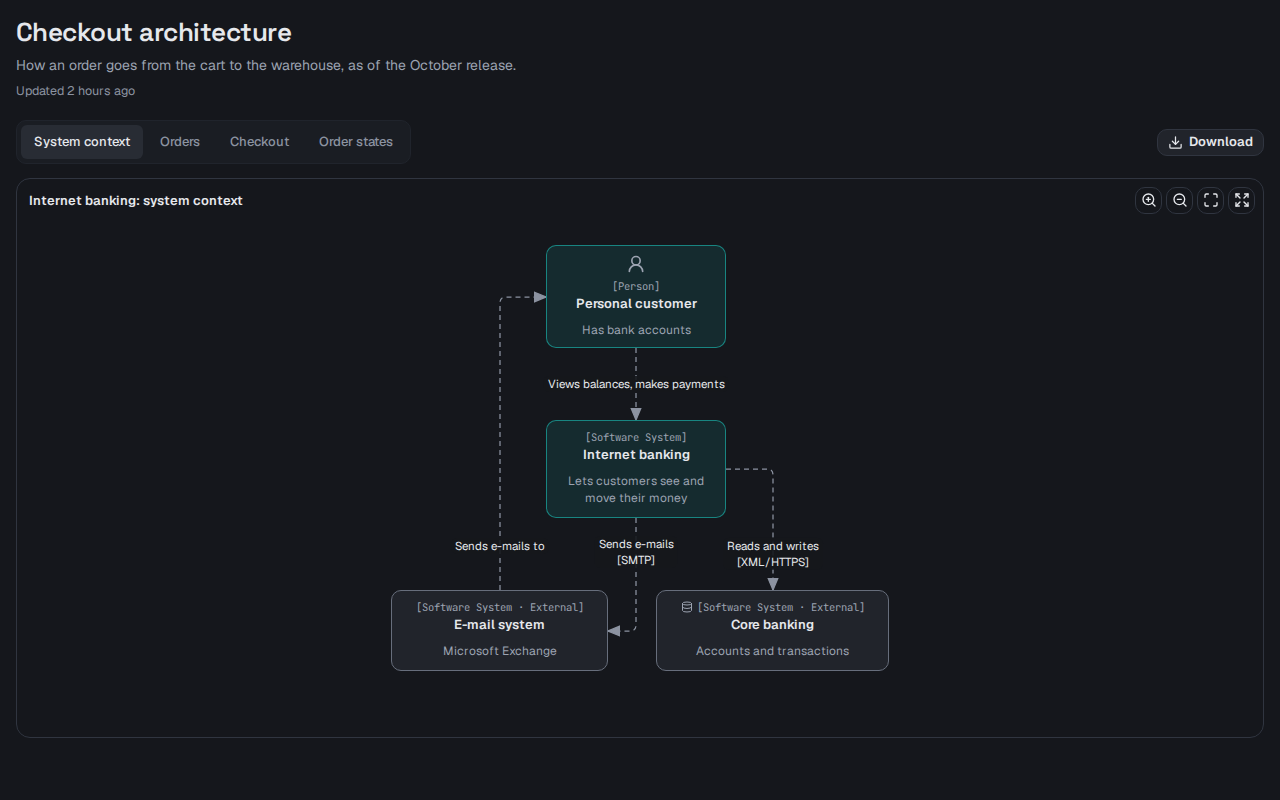 Checkout architecture
How an order goes from the cart to the warehouse, as of the October release.
Updated 2 hours ago
System context
Orders
Checkout
Order states
Download
Internet banking: system context
[Person]
Personal customer
Has bank accounts
Views balances, makes payments
[Software System]
Internet banking
Lets customers see and
move their money
Sends e-mails to
Sends e-mails
[SMTP]
Reads and writes
[XML/HTTPS]
[Software System · External]
E-mail system
Microsoft Exchange
[Software System · External]
Core banking
Accounts and transactions